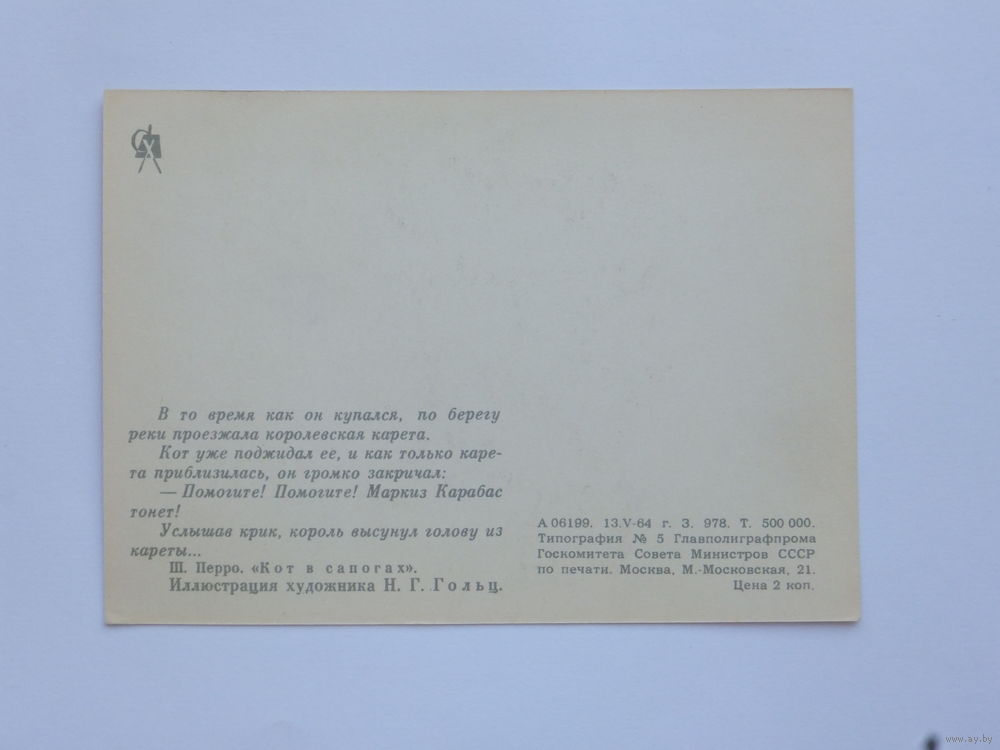 В то время как он купался, по берегу
реки проезжала королевская карета.
Кот уже поджидал ее, и как только каре-
та приблизилась, он громко закричал:
— Помогите! Помогите! Маркиз Карабас
тонет!
Услышав крик, король высунул голову из
кареты...
Ш. Перро. «Кот в сапогах».
Иллюстрация художника Н. Г. Гольц.
А 06199. 13.V-64 г. З. 978. Т. 500 000.
Типография № 5 Главполиграфпрома
Госкомитета Совета Министров СССР
по печати. Москва, М.-Московская, 21.
Цена 2 коп.
www.ay.by